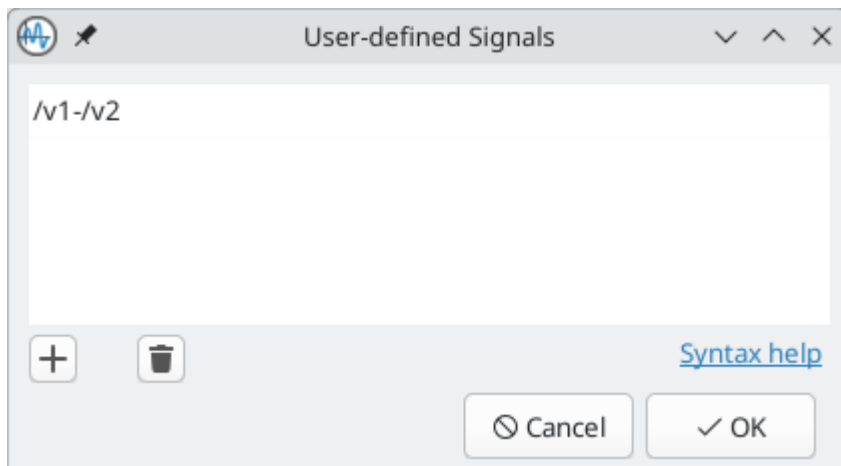 User-defined Signals
/v1-/v2
Syntax help
Cancel
OK